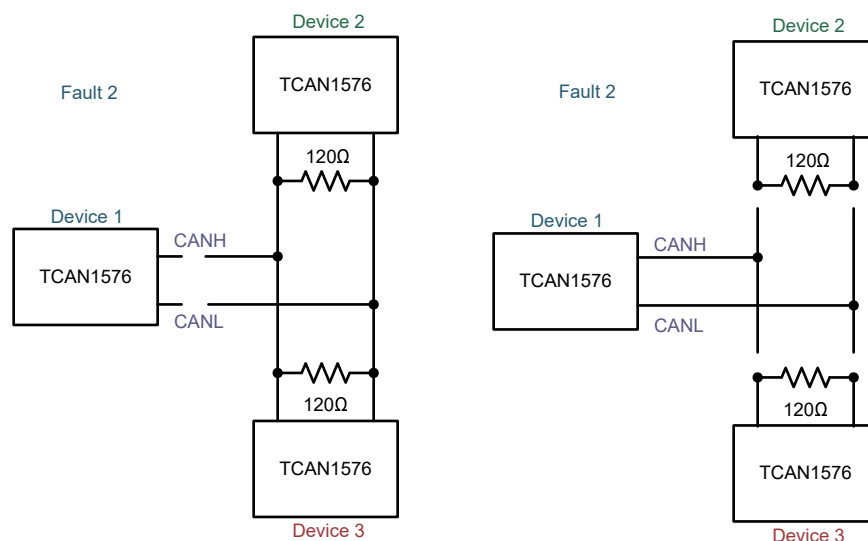 Device 2
TCAN1576
Fault 2
120Ω
Device 1
CANH
TCAN1576
CANL
120Ω
TCAN1576
Device 3
Device 2
TCAN1576
Fault 2
120Ω
Device 1
CANH
TCAN1576
CANL
120Ω
TCAN1576
Device 3